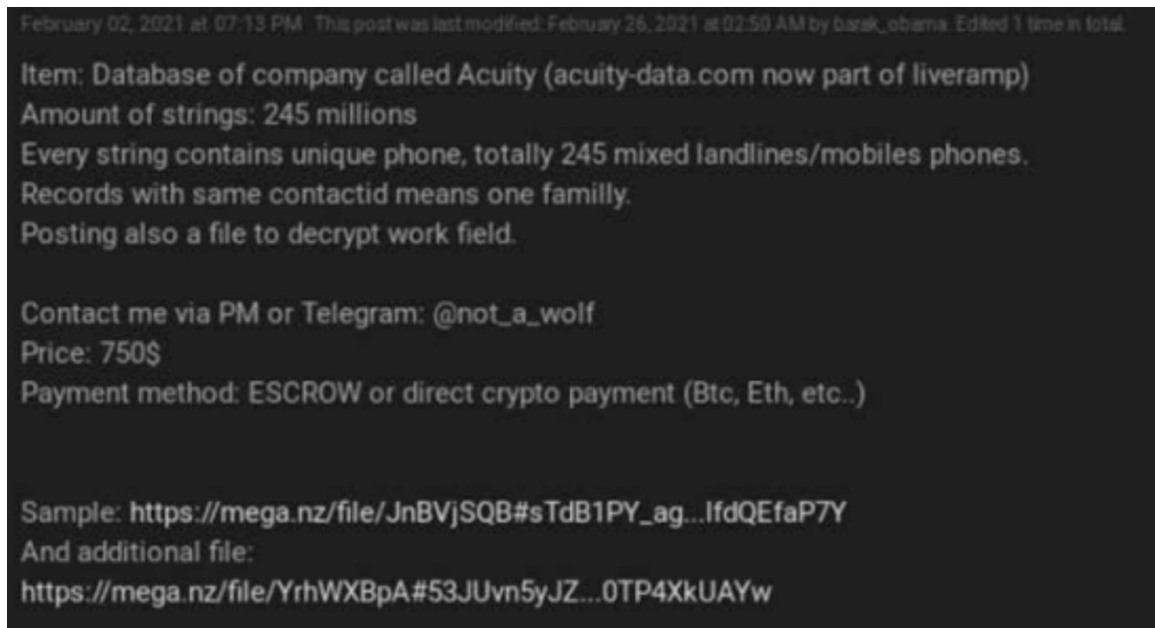 February 02, 2021 at 07:13 PM This post was last modified: February 26, 2021 at 02:50 AM by barak_obama. Edited 1 time in total.
Item: Database of company called Acuity (acuity-data.com now part of liveramp)
Amount of strings: 245 millions
Every string contains unique phone, totally 245 mixed landlines/mobiles phones.
Records with same contactid means one familly.
Posting also a file to decrypt work field.
Contact me via PM or Telegram: @not_a_wolf
Price: 750$
Payment method: ESCROW or direct crypto payment (Btc, Eth, etc..)
Sample: https://mega.nz/file/JnBVjSQB#sTdB1PY_ag...IfdQEfaP7Y
And additional file:
https://mega.nz/file/YrhWXBpA#53JUvn5yJZ...0TP4XkUAYw